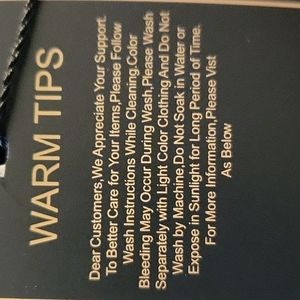 WARM TIPS
Dear Customers,We Appreciate Your Support.
To Better Care for Your Items,Please Follow
Wash Instructions While Cleaning.Color
Bleeding May Occur During Wash,Please Wash
Separately with Light Color Clothing And Do Not
Wash by Machine,Do Not Soak in Water or
Expose in Sunlight for Long Period of Time.
For More Information,Please Vist
As Below